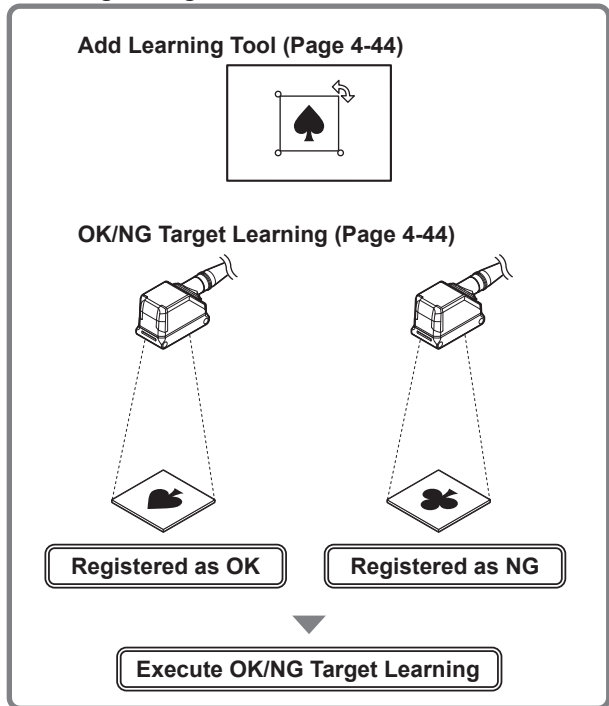 Add Learning Tool (Page 4-44)
OK/NG Target Learning (Page 4-44)
Registered as OK
Registered as NG
Execute OK/NG Target Learning